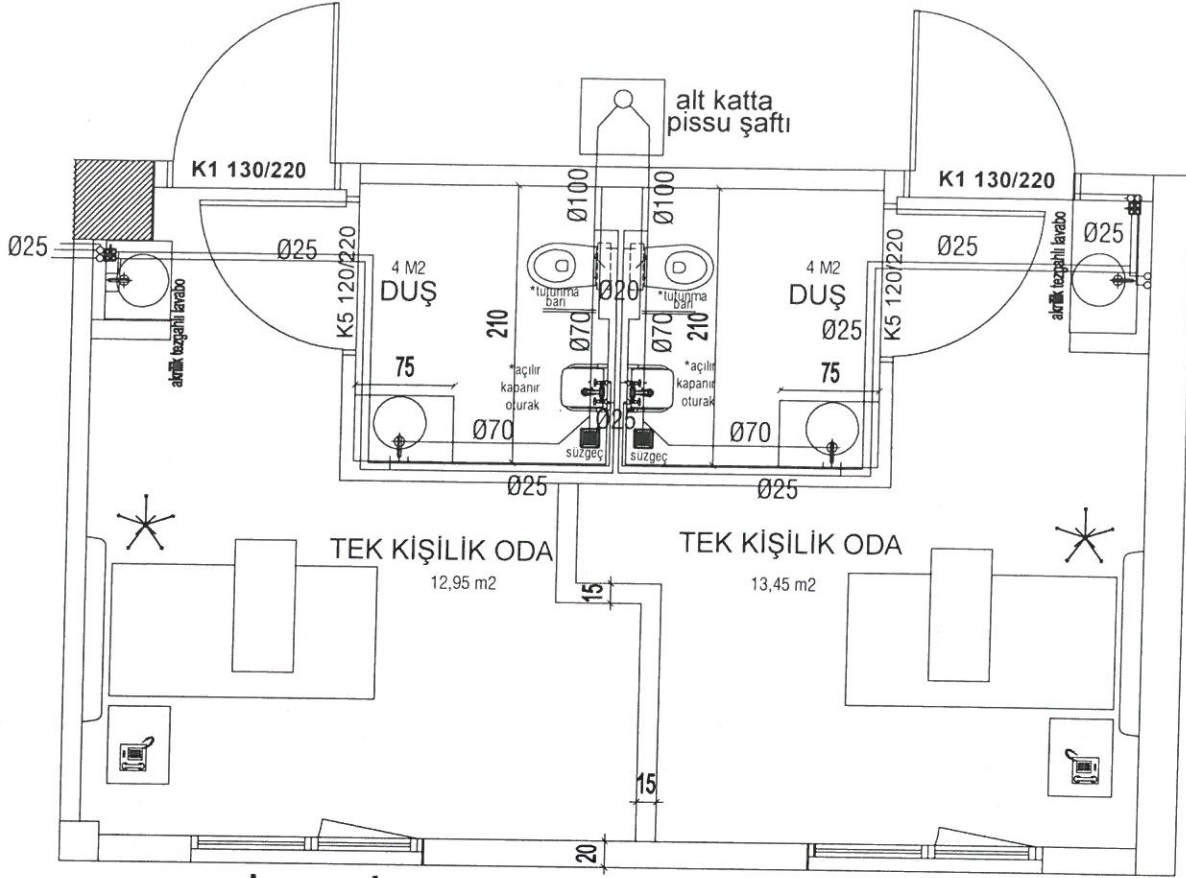 alt katta
pissu şaftı
K1 130/220
K1 130/220
Ø100
Ø100
Ø25
Ø25
Ø25
Ø25
K5 120/220
K5 120/220
4 M2
DUŞ
4 M2
DUŞ
akrilik tezgahlı lavabo
akrilik tezgahlı lavabo
*tutunma
barı
*tutunma
barı
Ø20
210
210
Ø70
Ø70
Ø25
75
75
*açılır
kapanır
oturak
*açılır
kapanır
oturak
Ø25
Ø70
Ø70
süzgeç
süzgeç
Ø25
Ø25
TEK KİŞİLİK ODA
12,95 m2
TEK KİŞİLİK ODA
13,45 m2
15
15
20